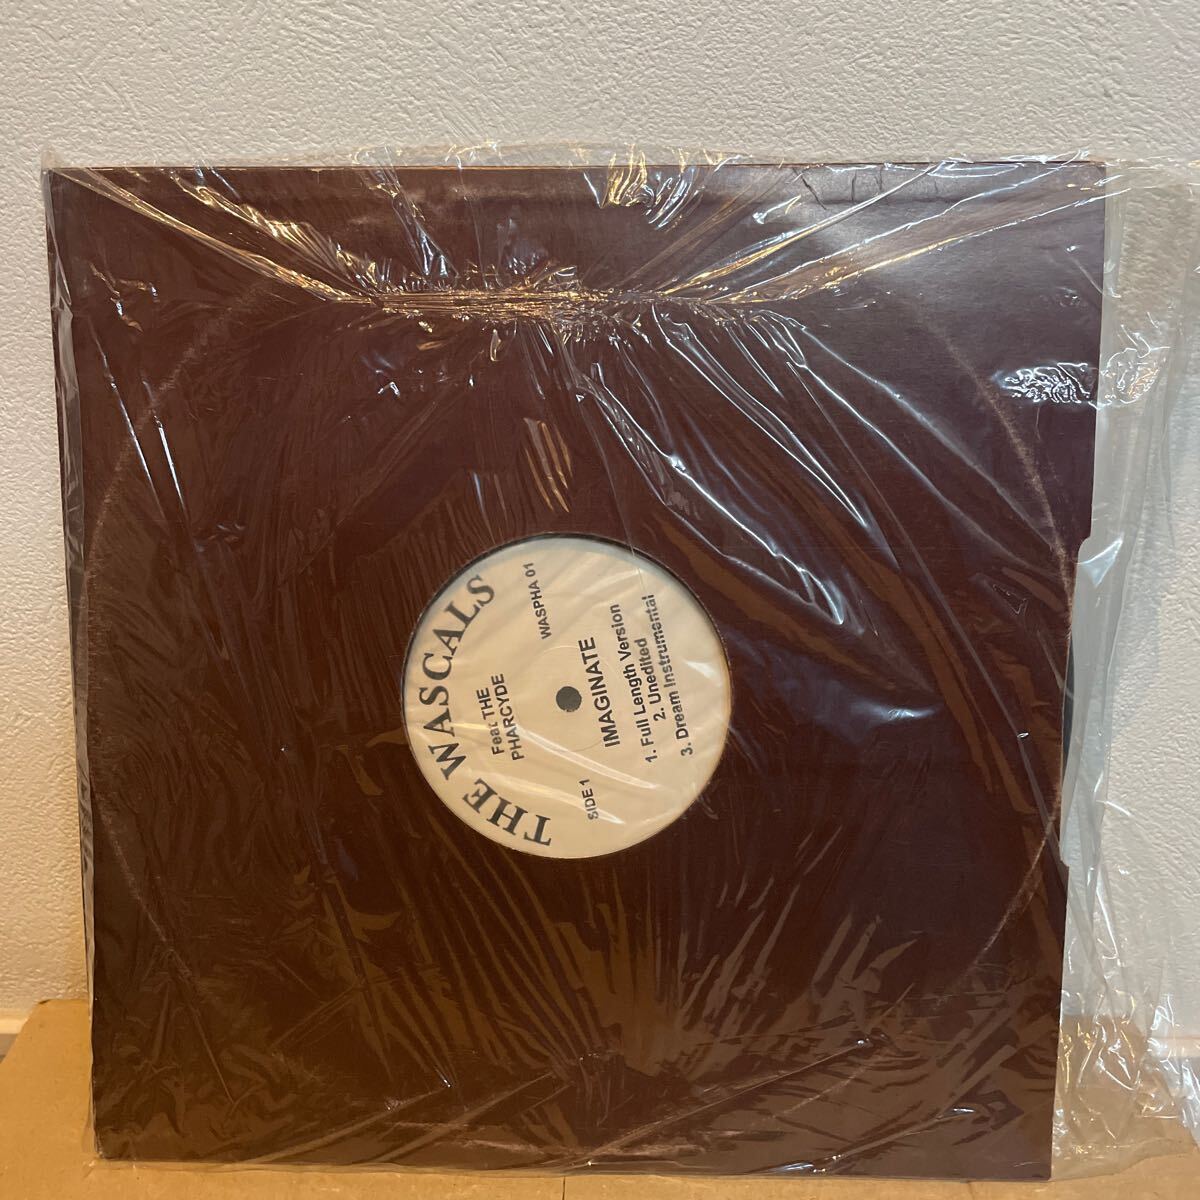 THE WASCALS
Feat THE
PHARCYDE
WASPHA 01
SIDE 1
IMAGINATE
1. Full Length Version
2. Unedited
3. Dream Instrumental